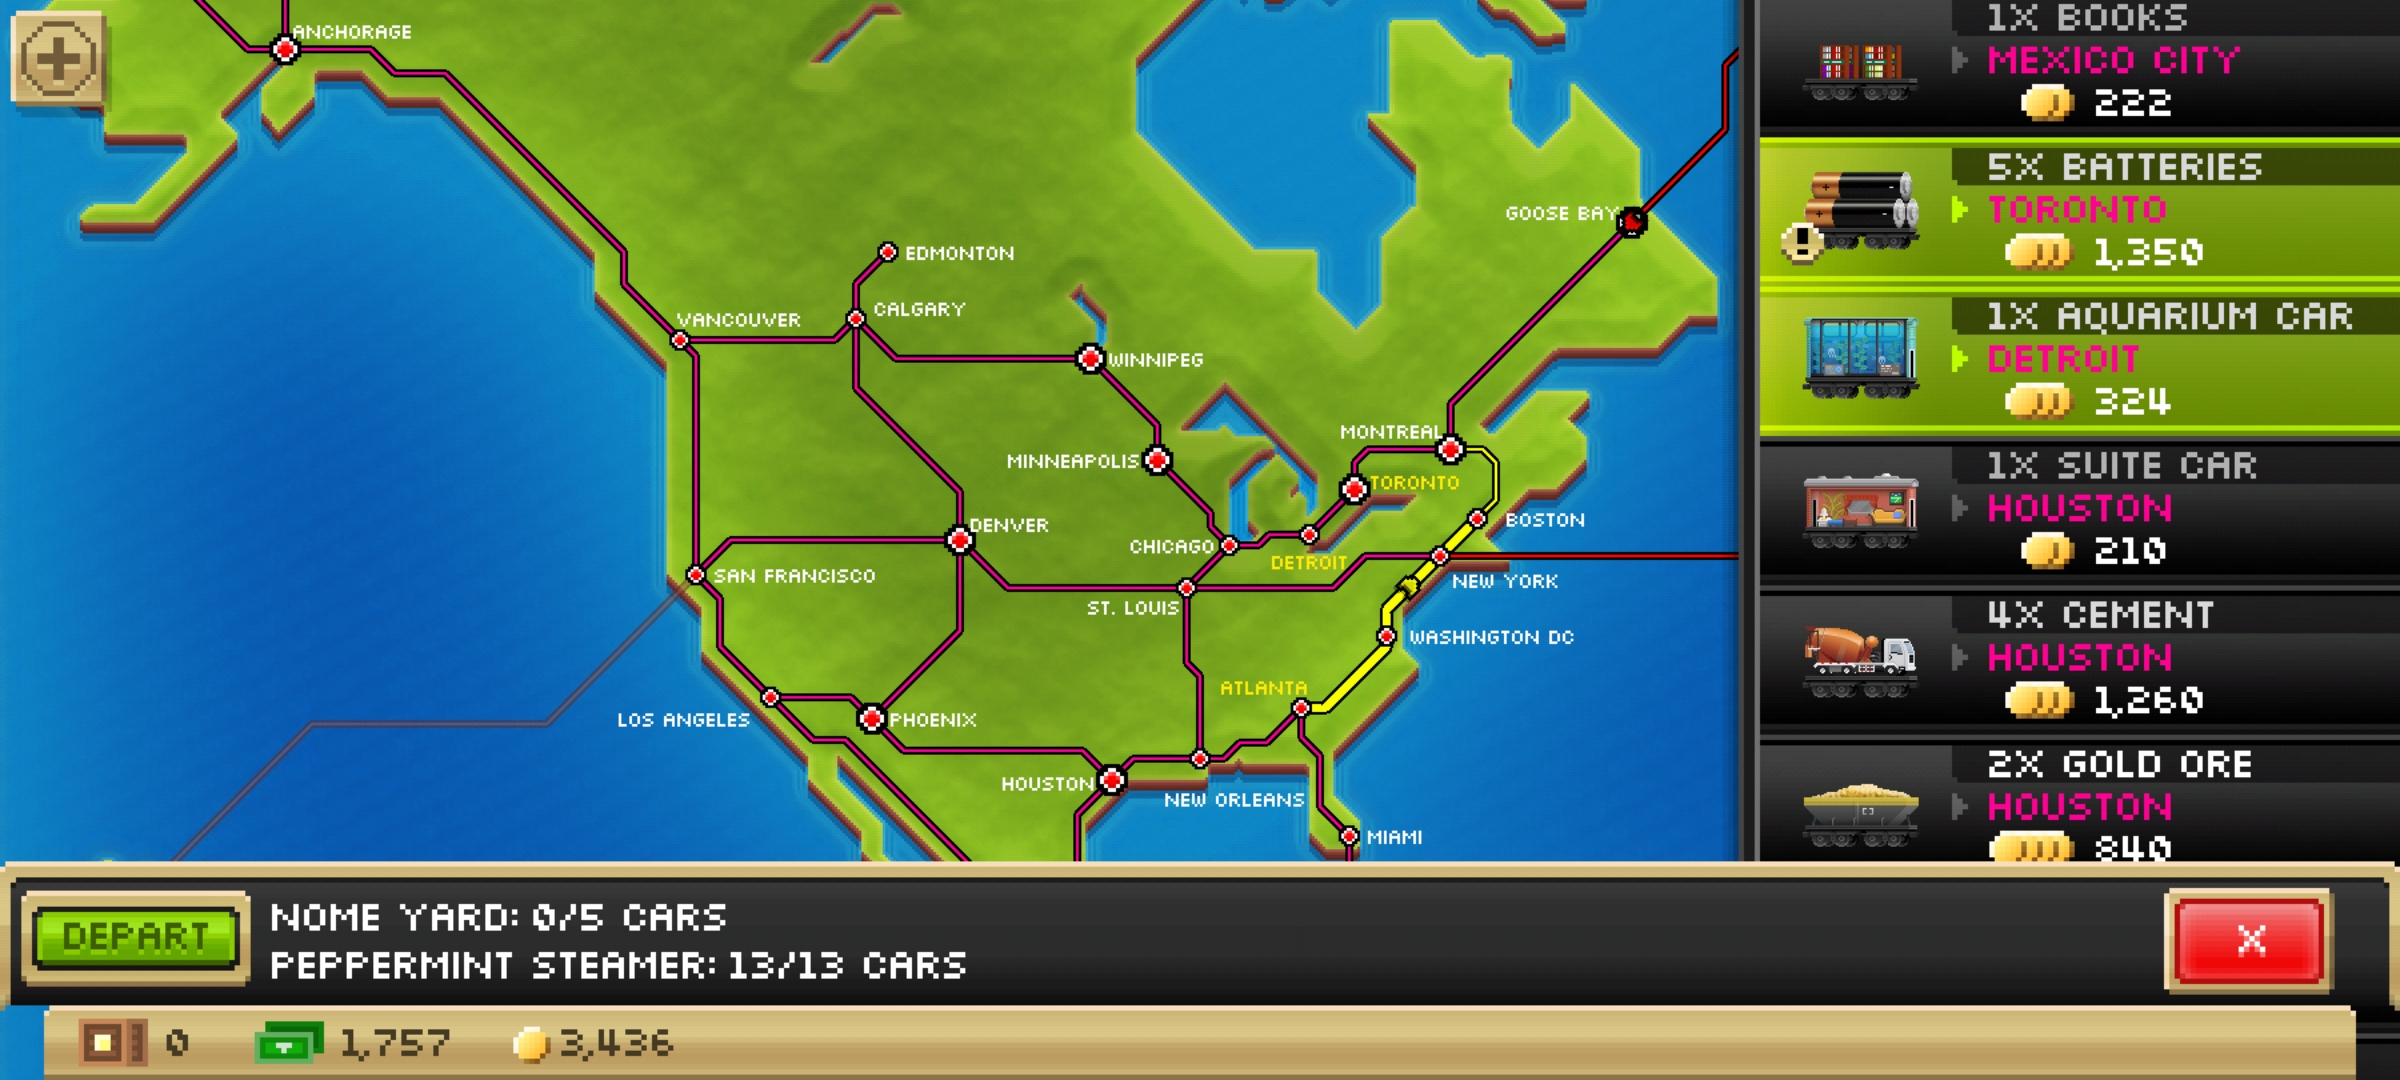 ANCHORAGE
GOOSE BAY
EDMONTON
CALGARY
VANCOUVER
WINNIPEG
MONTREAL
MINNEAPOLIS
TORONTO
BOSTON
DENVER
CHICAGO
DETROIT
SAN FRANCISCO
NEW YORK
ST. LOUIS
WASHINGTON DC
ATLANTA
LOS ANGELES
PHOENIX
HOUSTON
NEW ORLEANS
MIAMI
1X BOOKS
MEXICO CITY
222
5X BATTERIES
TORONTO
1,350
1X AQUARIUM CAR
DETROIT
324
1X SUITE CAR
HOUSTON
210
4X CEMENT
HOUSTON
1,260
2X GOLD ORE
HOUSTON
840
DEPART
NOME YARD: 0/5 CARS
PEPPERMINT STEAMER: 13/13 CARS
X
0
1,757
3,436